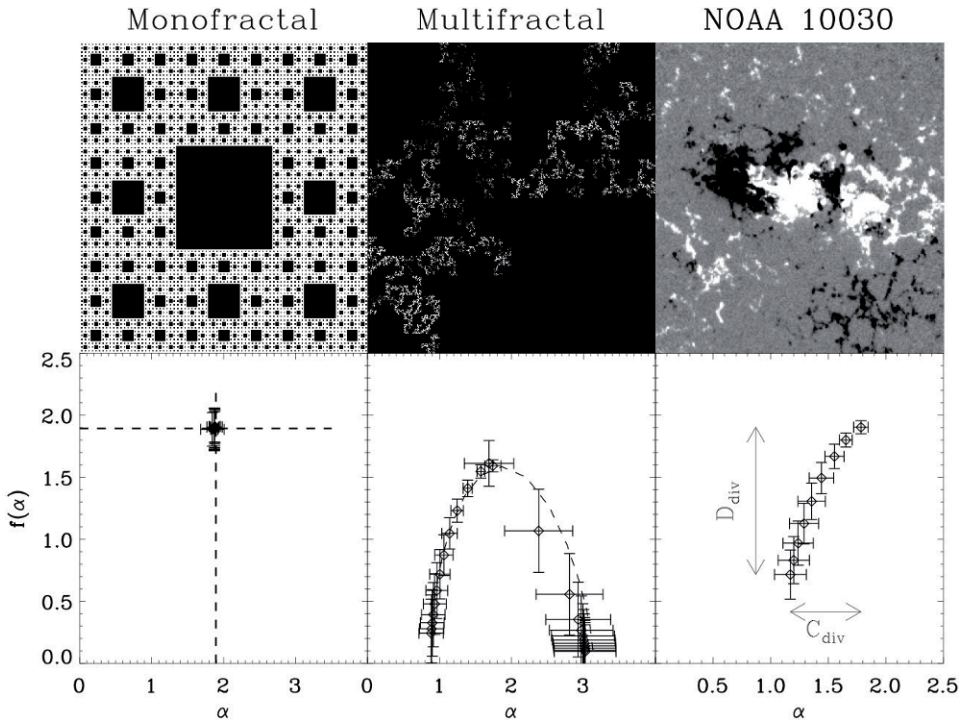 Monofractal Multifractal NOAA 10030
2.5
2.0
1.5
1.0
0.5
0.0
f(α)
D_div
C_div
0 1 2 3
0 1 2 3
0.5 1.0 1.5 2.0 2.5
α α α